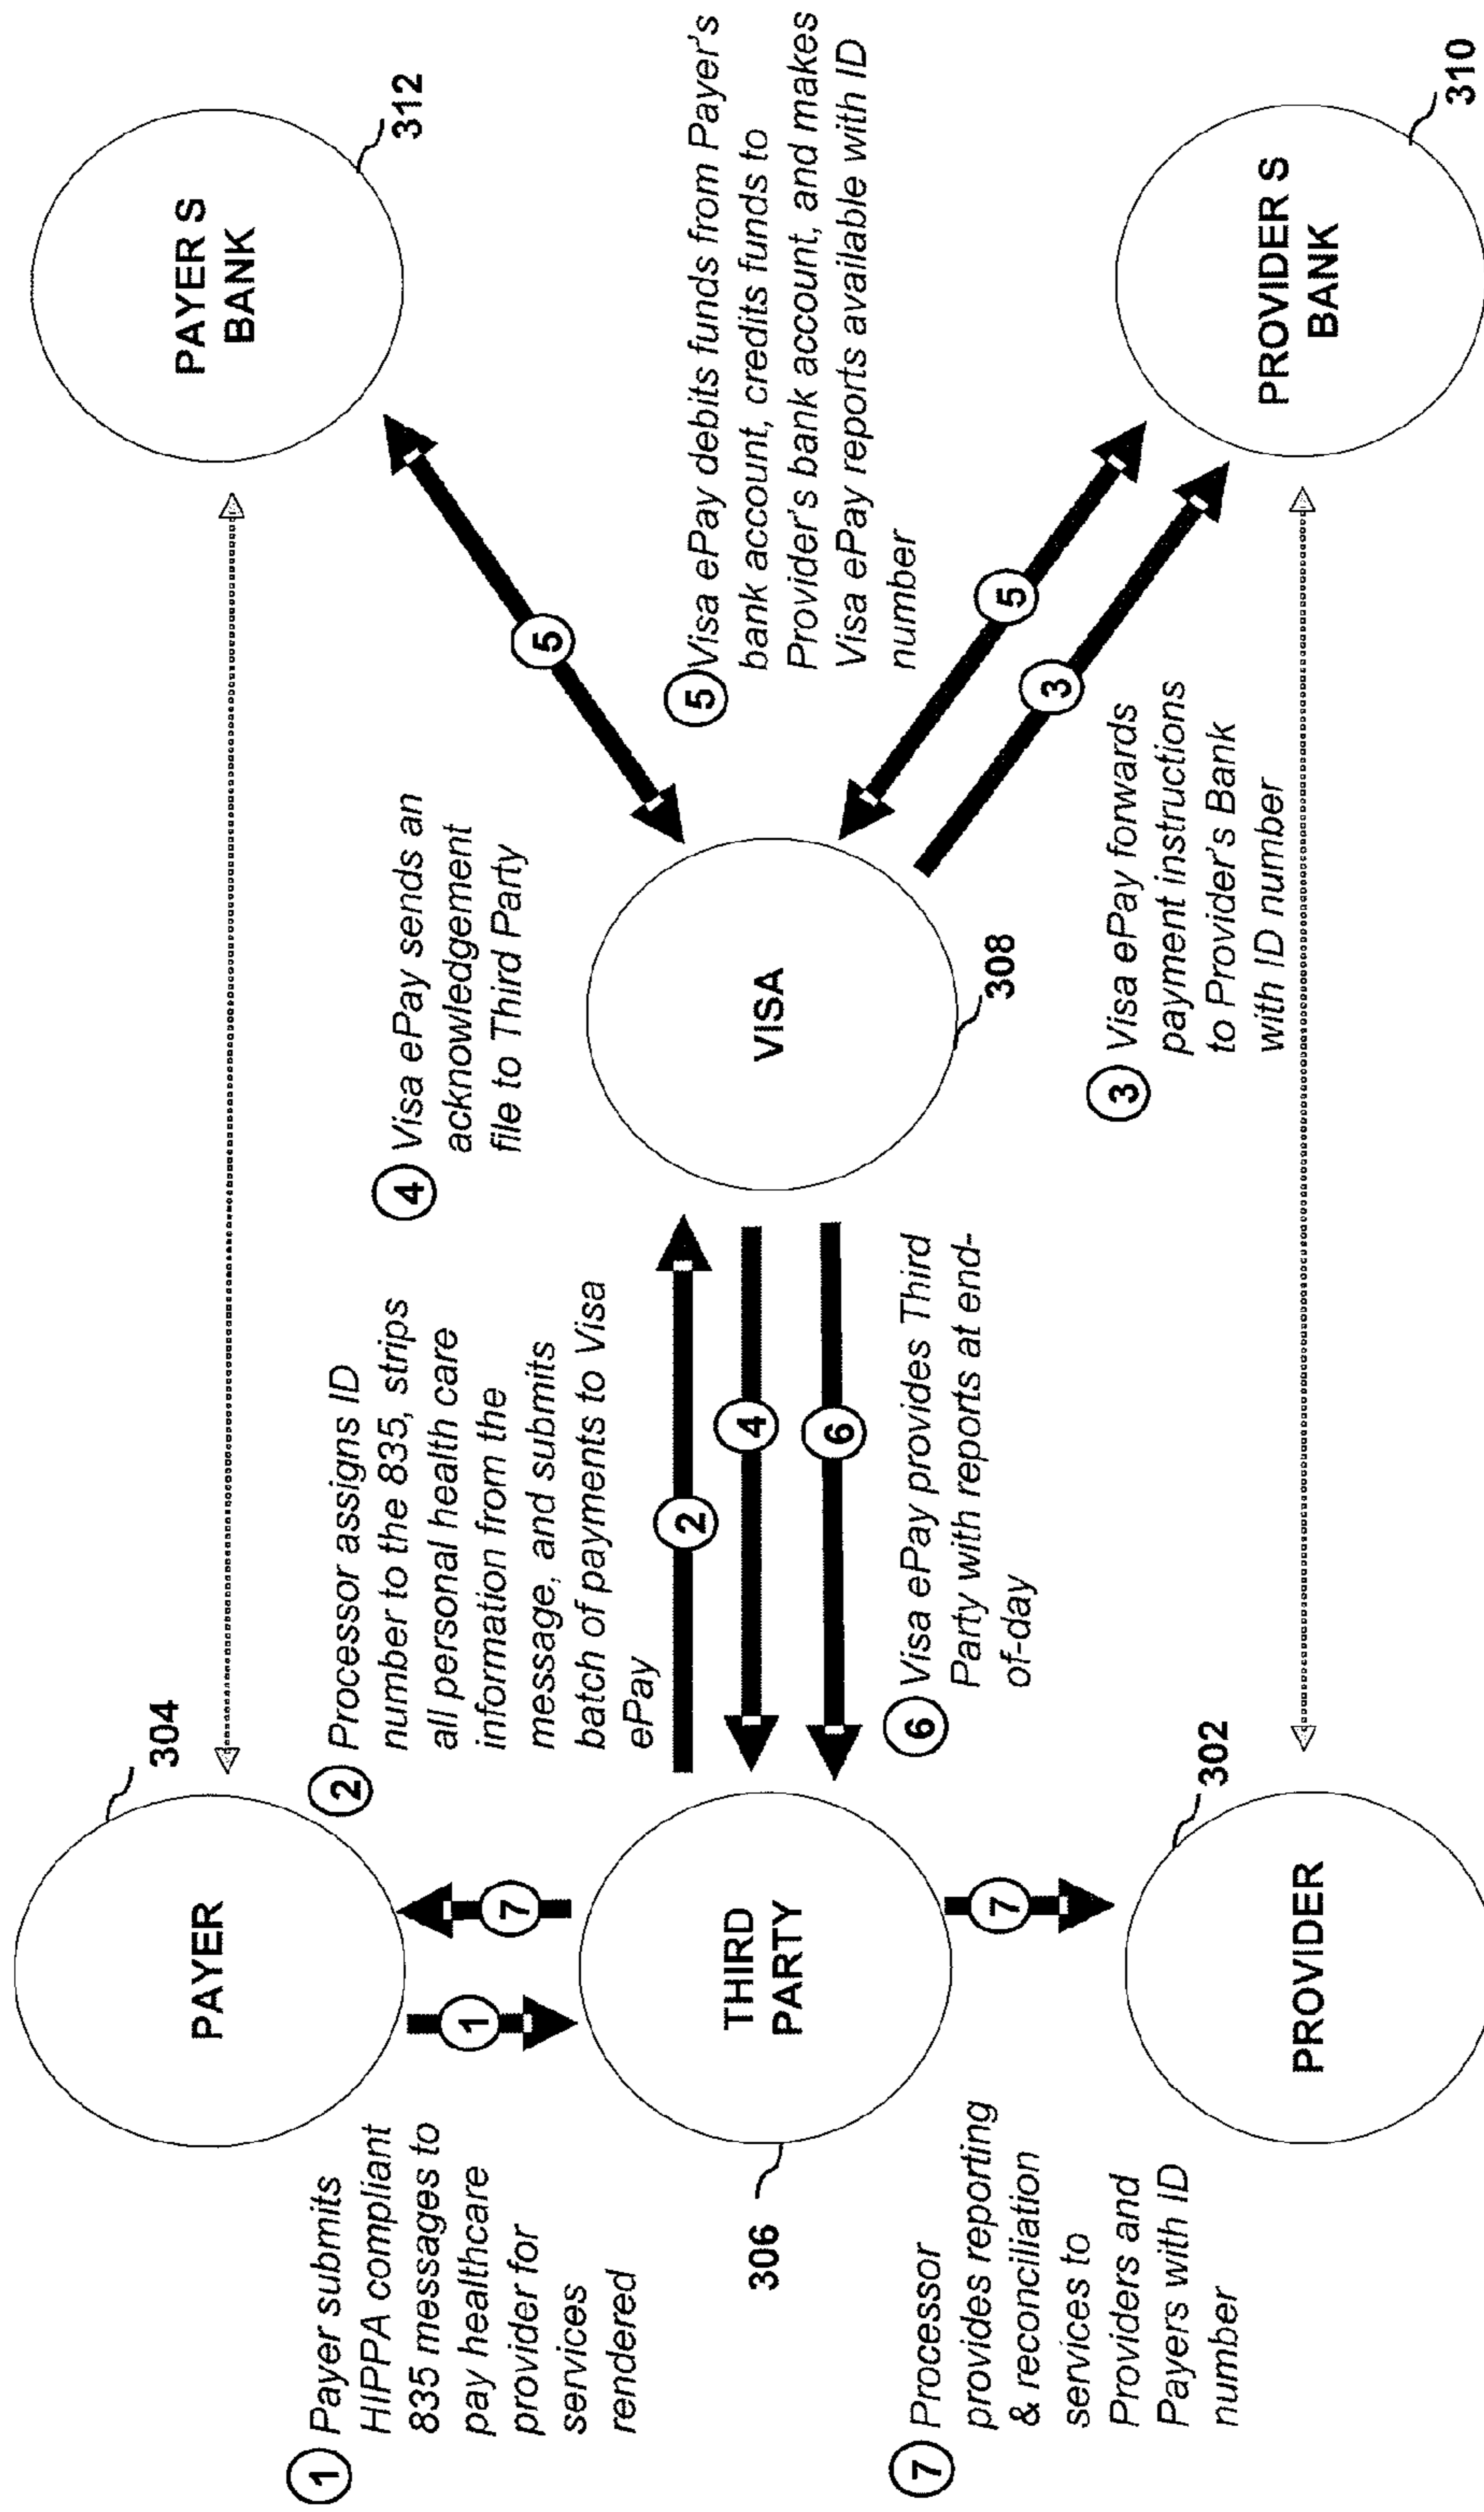 PAYER
304
PAYER S
BANK
312
① Payer submits
HIPPA compliant
835 messages to
pay healthcare
provider for
services
rendered
1
7
② Processor assigns ID
number to the 835, strips
all personal health care
information from the
message, and submits
batch of payments to Visa
ePay
④ Visa ePay sends an
acknowledgement
file to Third Party
5
⑤ Visa ePay debits funds from Payer's
bank account, credits funds to
Provider's bank account, and makes
Visa ePay reports available with ID
number
306
THIRD
PARTY
2
4
6
VISA
308
5
3
⑦ Processor
provides reporting
& reconciliation
services to
Providers and
Payers with ID
number
7
⑥ Visa ePay provides Third
Party with reports at end-
of-day
③ Visa ePay forwards
payment instructions
to Provider's Bank
with ID number
302
PROVIDER
PROVIDER S
BANK
310